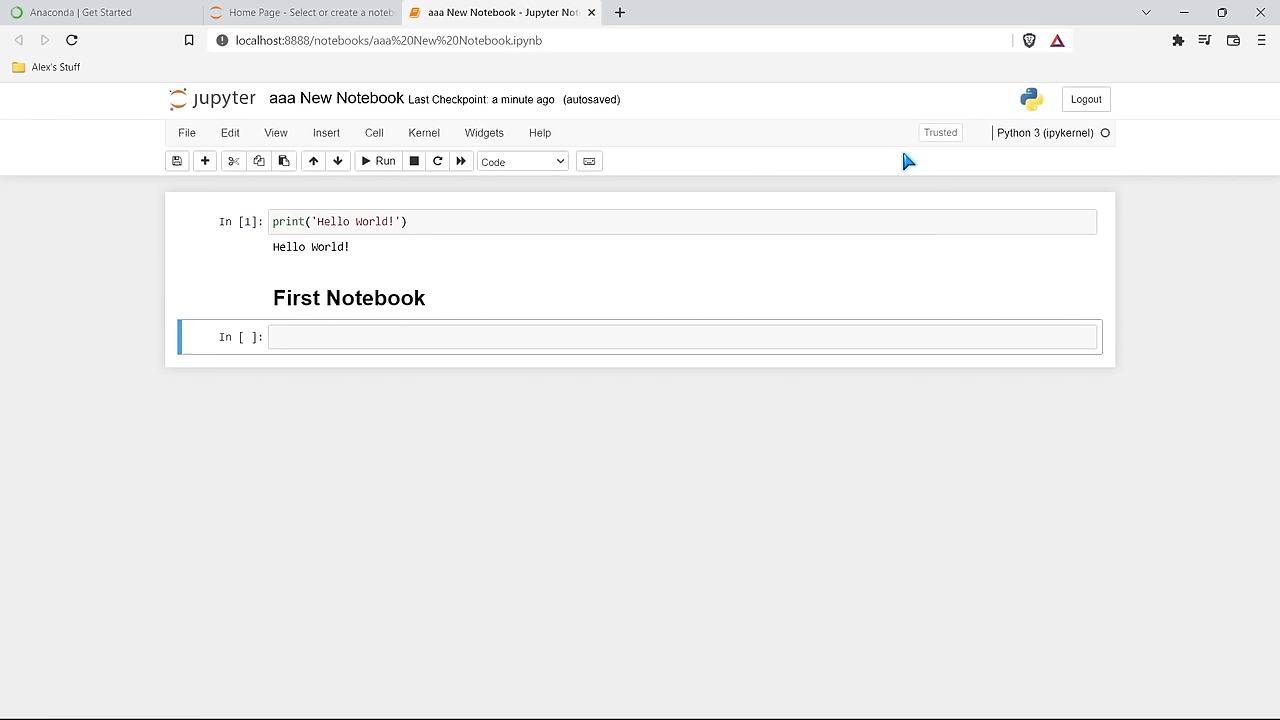 Anaconda | Get Started
Home Page - Select or create a noteb
aaa New Notebook - Jupyter Not
localhost:8888/notebooks/aaa%20New%20Notebook.ipynb
Alex's Stuff
jupyter aaa New Notebook Last Checkpoint: a minute ago (autosaved)
Logout
File Edit View Insert Cell Kernel Widgets Help
Trusted
Python 3 (ipykernel)
Run
Code
In [1]: print('Hello World!')
Hello World!
First Notebook
In [ ]: